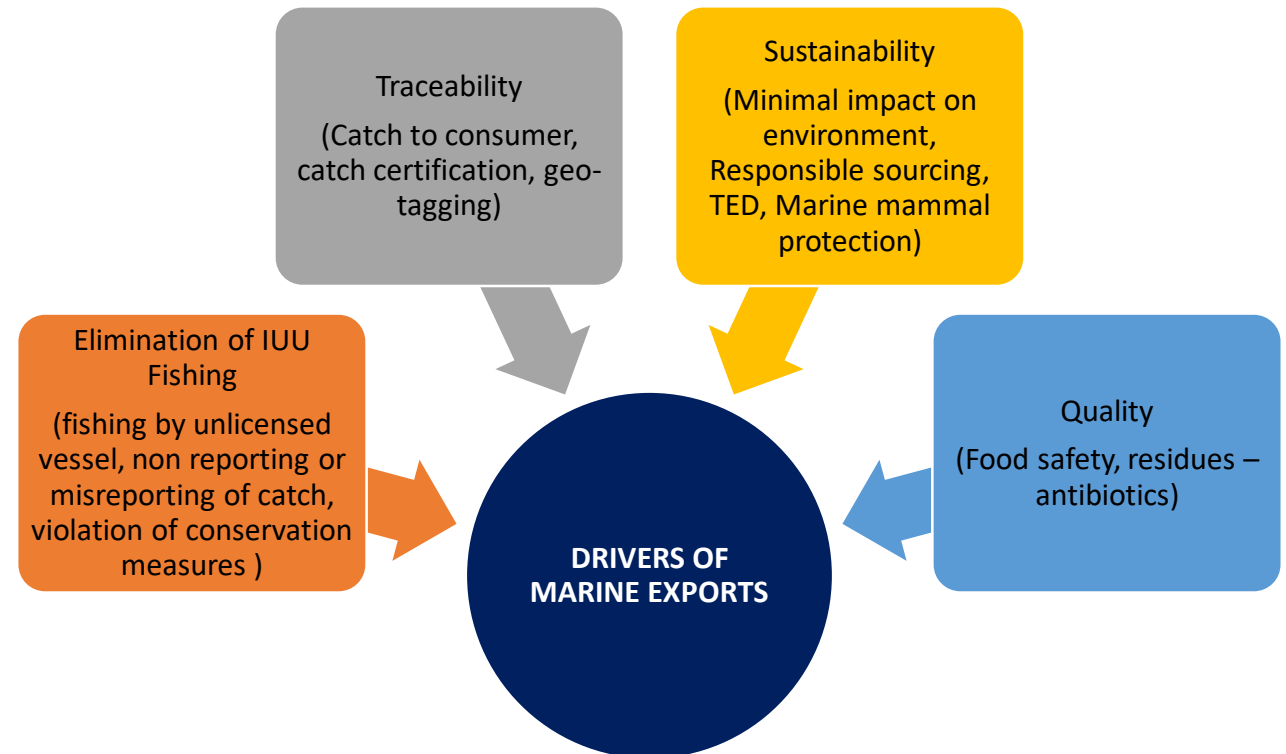 Elimination of IUU
Fishing
(fishing by unlicensed
vessel, non reporting or
misreporting of catch,
violation of conservation
measures )
Traceability
(Catch to consumer,
catch certification, geo-
tagging)
Sustainability
(Minimal impact on
environment,
Responsible sourcing,
TED, Marine mammal
protection)
Quality
(Food safety, residues –
antibiotics)
DRIVERS OF
MARINE EXPORTS